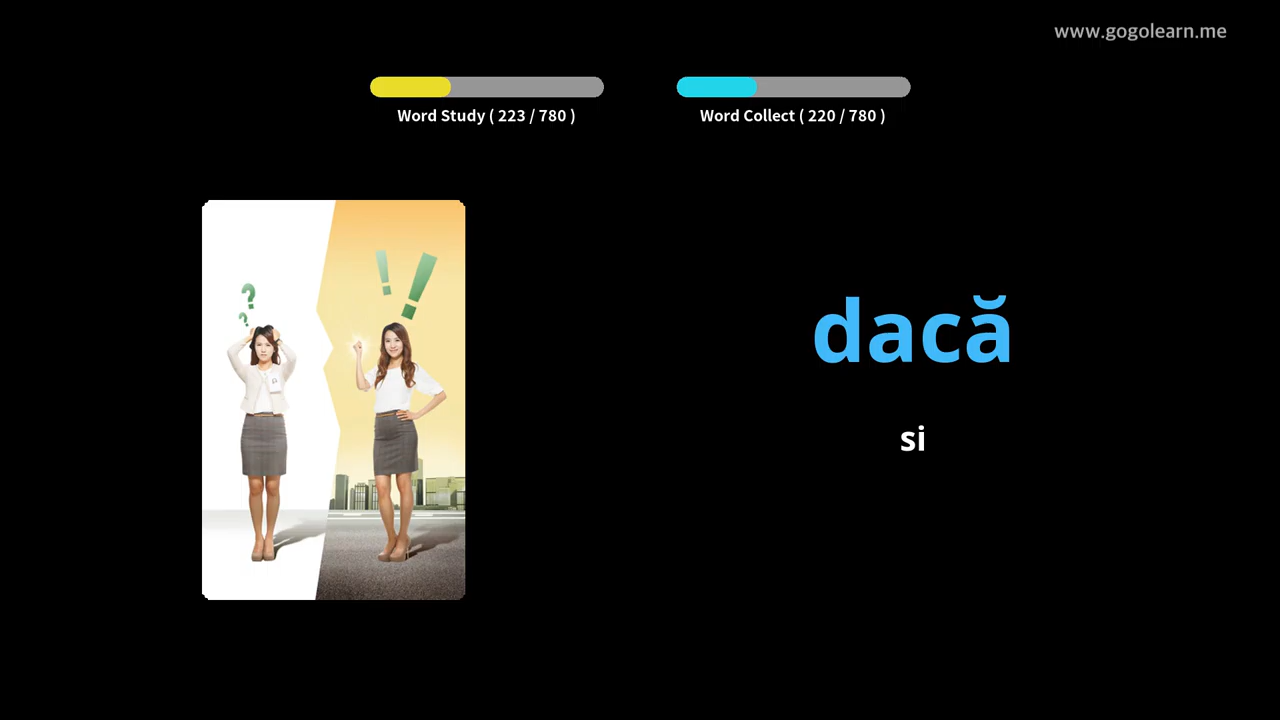 www.gogolearn.me
Word Study ( 223 / 780 )
Word Collect ( 220 / 780 )
? ?
! !
dacă
si